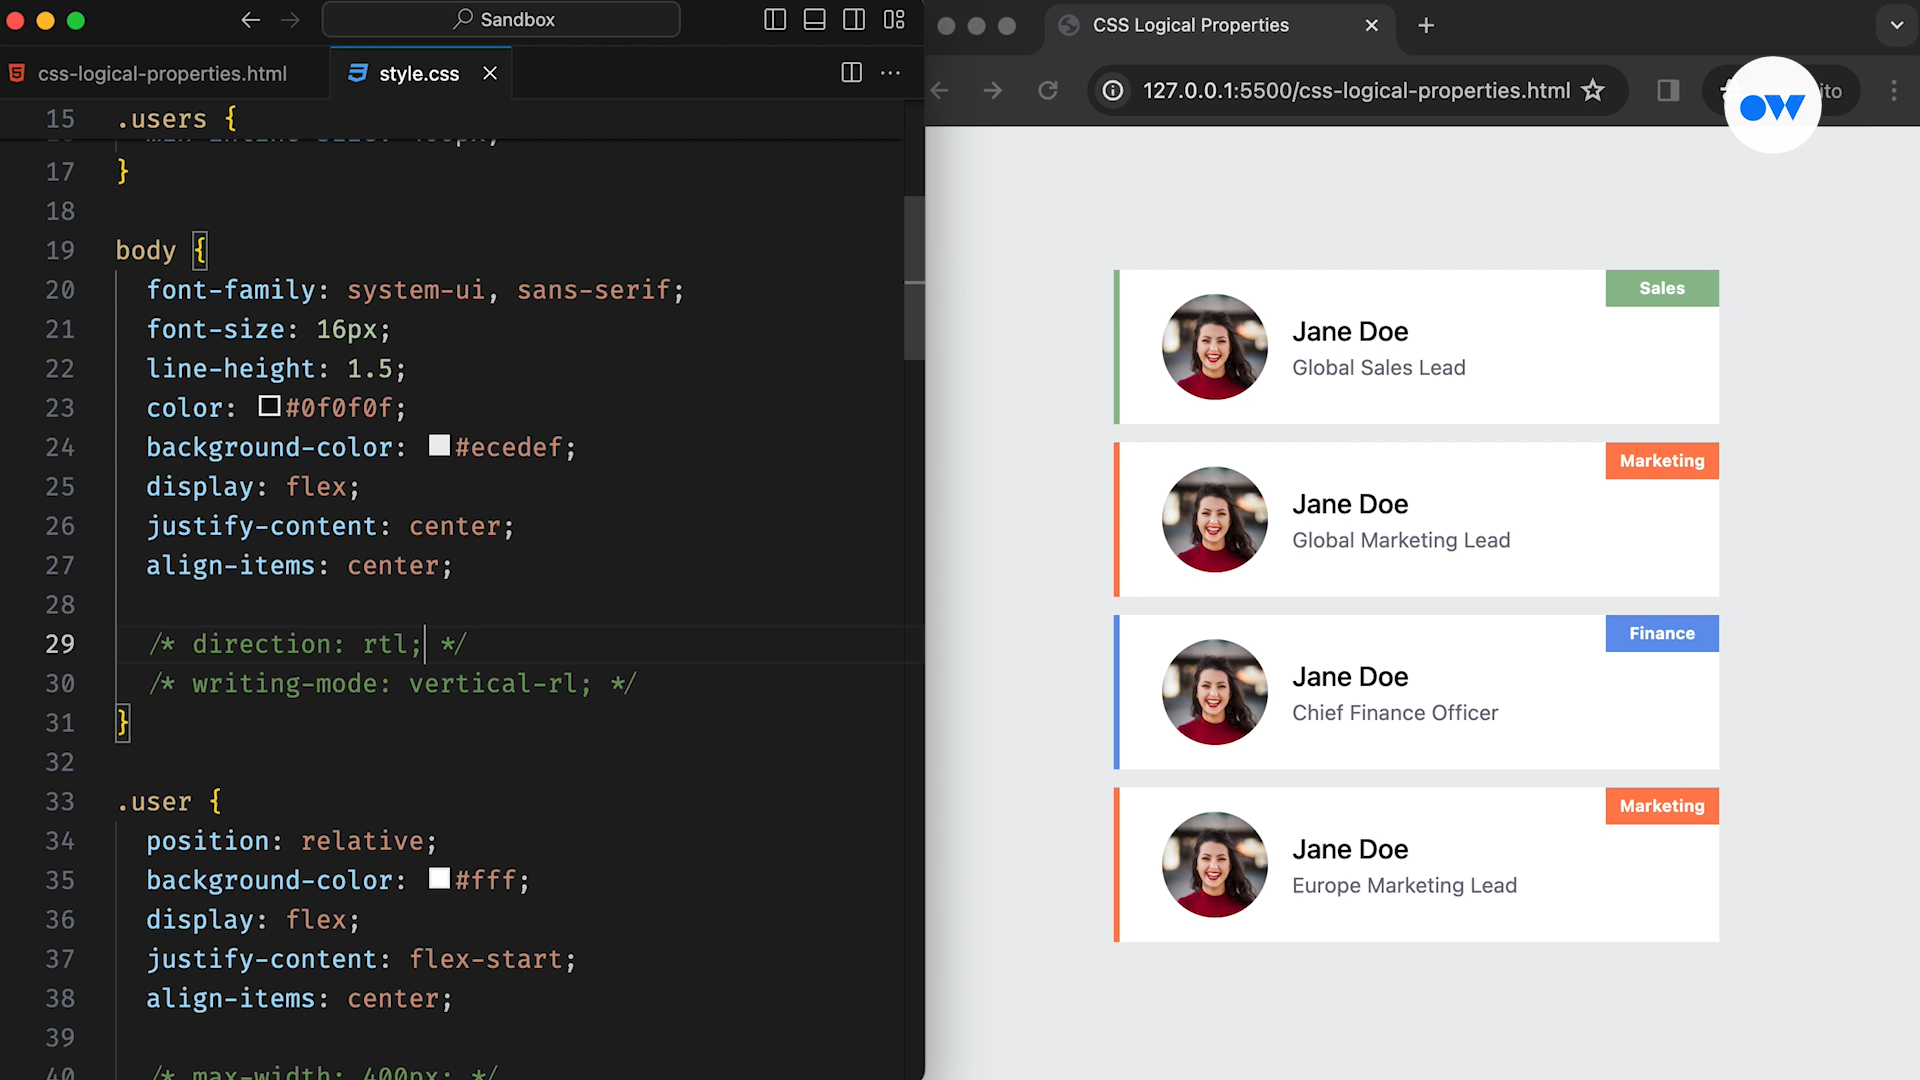 Sandbox
css-logical-properties.html
style.css
15 .users {
17 }
18
19 body {
20 font-family: system-ui, sans-serif;
21 font-size: 16px;
22 line-height: 1.5;
23 color: #0f0f0f;
24 background-color: #ecedef;
25 display: flex;
26 justify-content: center;
27 align-items: center;
28
29 /* direction: rtl; */
30 /* writing-mode: vertical-rl; */
31 }
32
33 .user {
34 position: relative;
35 background-color: #fff;
36 display: flex;
37 justify-content: flex-start;
38 align-items: center;
39
40 /* max-width: 400px; */
CSS Logical Properties
127.0.0.1:5500/css-logical-properties.html
OW
Sales
Jane Doe
Global Sales Lead
Marketing
Jane Doe
Global Marketing Lead
Finance
Jane Doe
Chief Finance Officer
Marketing
Jane Doe
Europe Marketing Lead